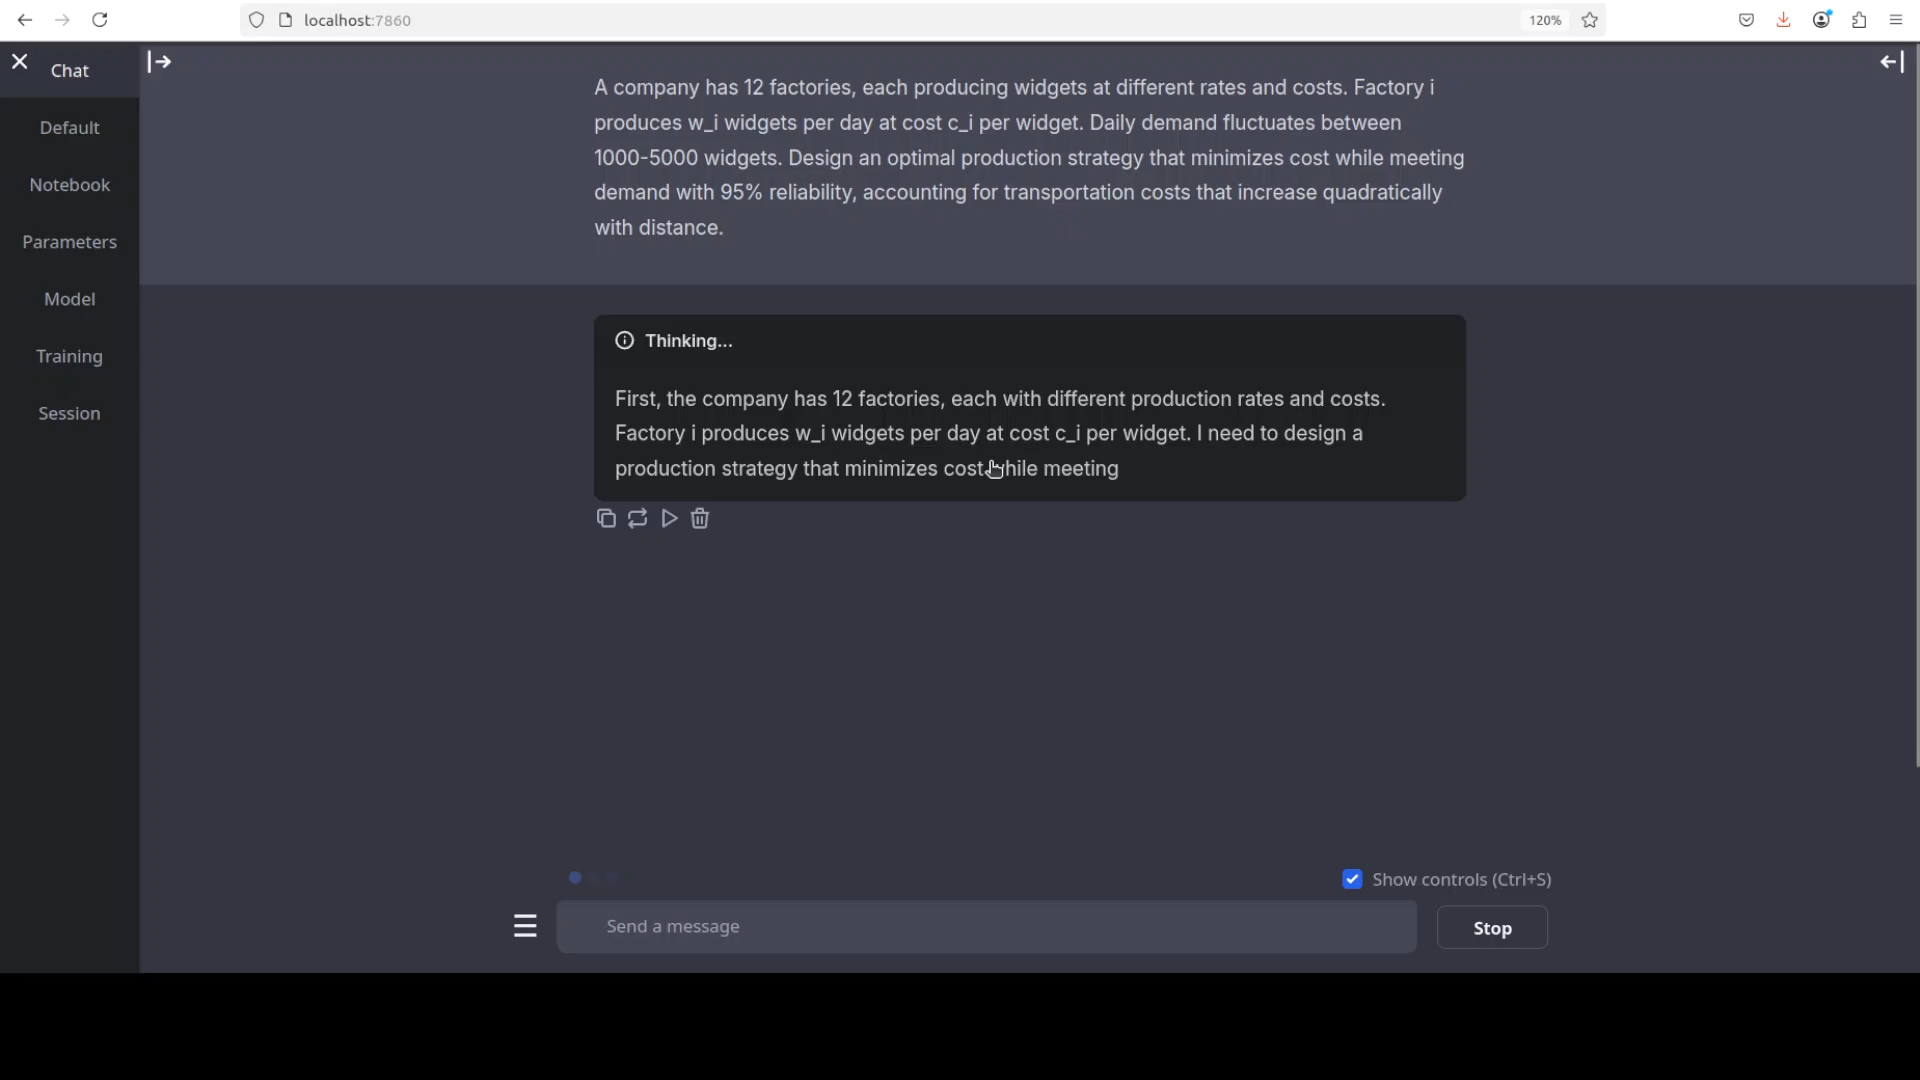 localhost:7860
120%
Chat
Default
Notebook
Parameters
Model
Training
Session
A company has 12 factories, each producing widgets at different rates and costs. Factory i
produces w_i widgets per day at cost c_i per widget. Daily demand fluctuates between
1000-5000 widgets. Design an optimal production strategy that minimizes cost while meeting
demand with 95% reliability, accounting for transportation costs that increase quadratically
with distance.
Thinking...
First, the company has 12 factories, each with different production rates and costs.
Factory i produces w_i widgets per day at cost c_i per widget. I need to design a
production strategy that minimizes cost while meeting
Show controls (Ctrl+S)
Send a message
Stop